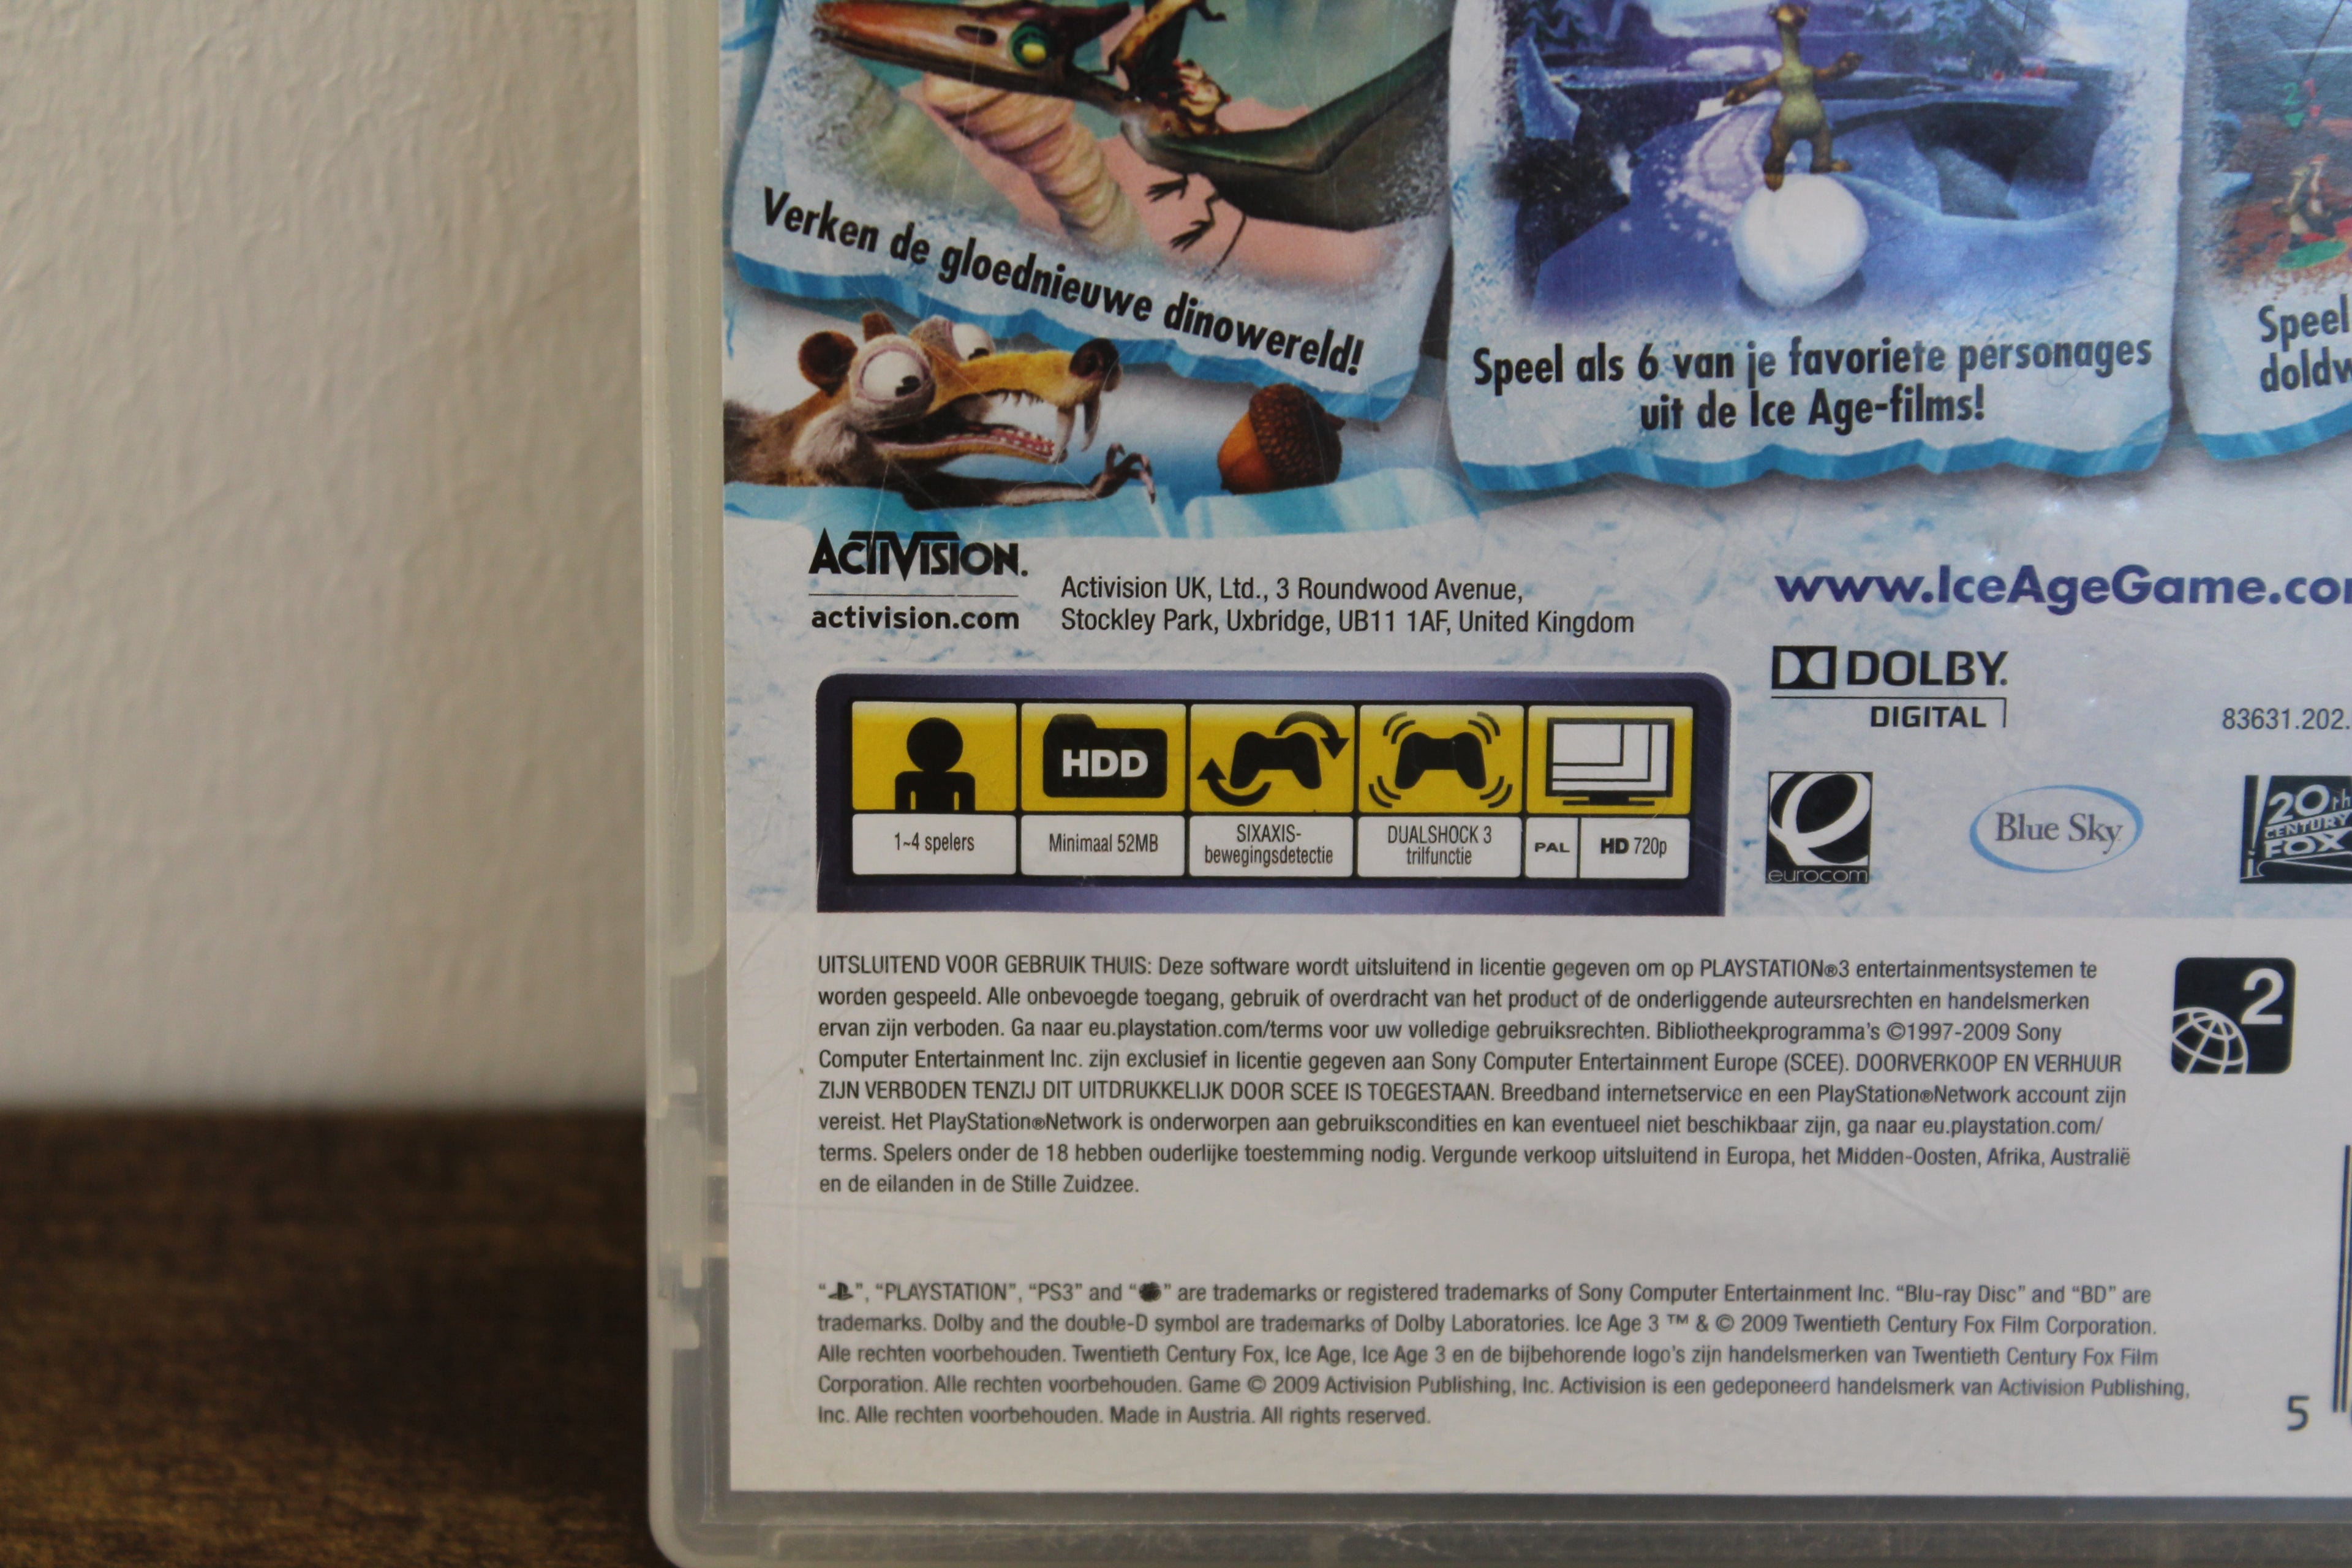 Verken de gloednieuwe dinowereld!
Speel als 6 van je favoriete personages
uit de Ice Age-films!
Speel
ACTIVISION.
activision.com
Activision UK, Ltd., 3 Roundwood Avenue,
Stockley Park, Uxbridge, UB11 1AF, United Kingdom
www.IceAgeGame.co
DOLBY.
DIGITAL
83631.202.
HDD
1~4 spelers
Minimaal 52MB
SIXAXIS-
bewegingsdetectie
DUALSHOCK 3
trilfunctie
PAL
HD 720p
eurocom
Blue Sky
20th
CENTURY
FOX
UITSLUITEND VOOR GEBRUIK THUIS: Deze software wordt uitsluitend in licentie gegeven om op PLAYSTATION®3 entertainmentsystemen te
worden gespeeld. Alle onbevoegde toegang, gebruik of overdracht van het product of de onderliggende auteursrechten en handelsmerken
ervan zijn verboden. Ga naar eu.playstation.com/terms voor uw volledige gebruiksrechten. Bibliotheekprogramma's ©1997-2009 Sony
Computer Entertainment Inc. zijn exclusief in licentie gegeven aan Sony Computer Entertainment Europe (SCEE). DOORVERKOOP EN VERHUUR
ZIJN VERBODEN TENZIJ DIT UITDRUKKELIJK DOOR SCEE IS TOEGESTAAN. Breedband internetservice en een PlayStation®Network account zijn
vereist. Het PlayStation®Network is onderworpen aan gebruikscondities en kan eventueel niet beschikbaar zijn, ga naar eu.playstation.com/
terms. Spelers onder de 18 hebben ouderlijke toestemming nodig. Vergunde verkoop uitsluitend in Europa, het Midden-Oosten, Afrika, Australië
en de eilanden in de Stille Zuidzee.
2
" ", "PLAYSTATION", "PS3" and " " are trademarks or registered trademarks of Sony Computer Entertainment Inc. "Blu-ray Disc" and "BD" are
trademarks. Dolby and the double-D symbol are trademarks of Dolby Laboratories. Ice Age 3 ™ & © 2009 Twentieth Century Fox Film Corporation.
Alle rechten voorbehouden. Twentieth Century Fox, Ice Age, Ice Age 3 en de bijbehorende logo's zijn handelsmerken van Twentieth Century Fox Film
Corporation. Alle rechten voorbehouden. Game © 2009 Activision Publishing, Inc. Activision is een gedeponeerd handelsmerk van Activision Publishing,
Inc. Alle rechten voorbehouden. Made in Austria. All rights reserved.
5